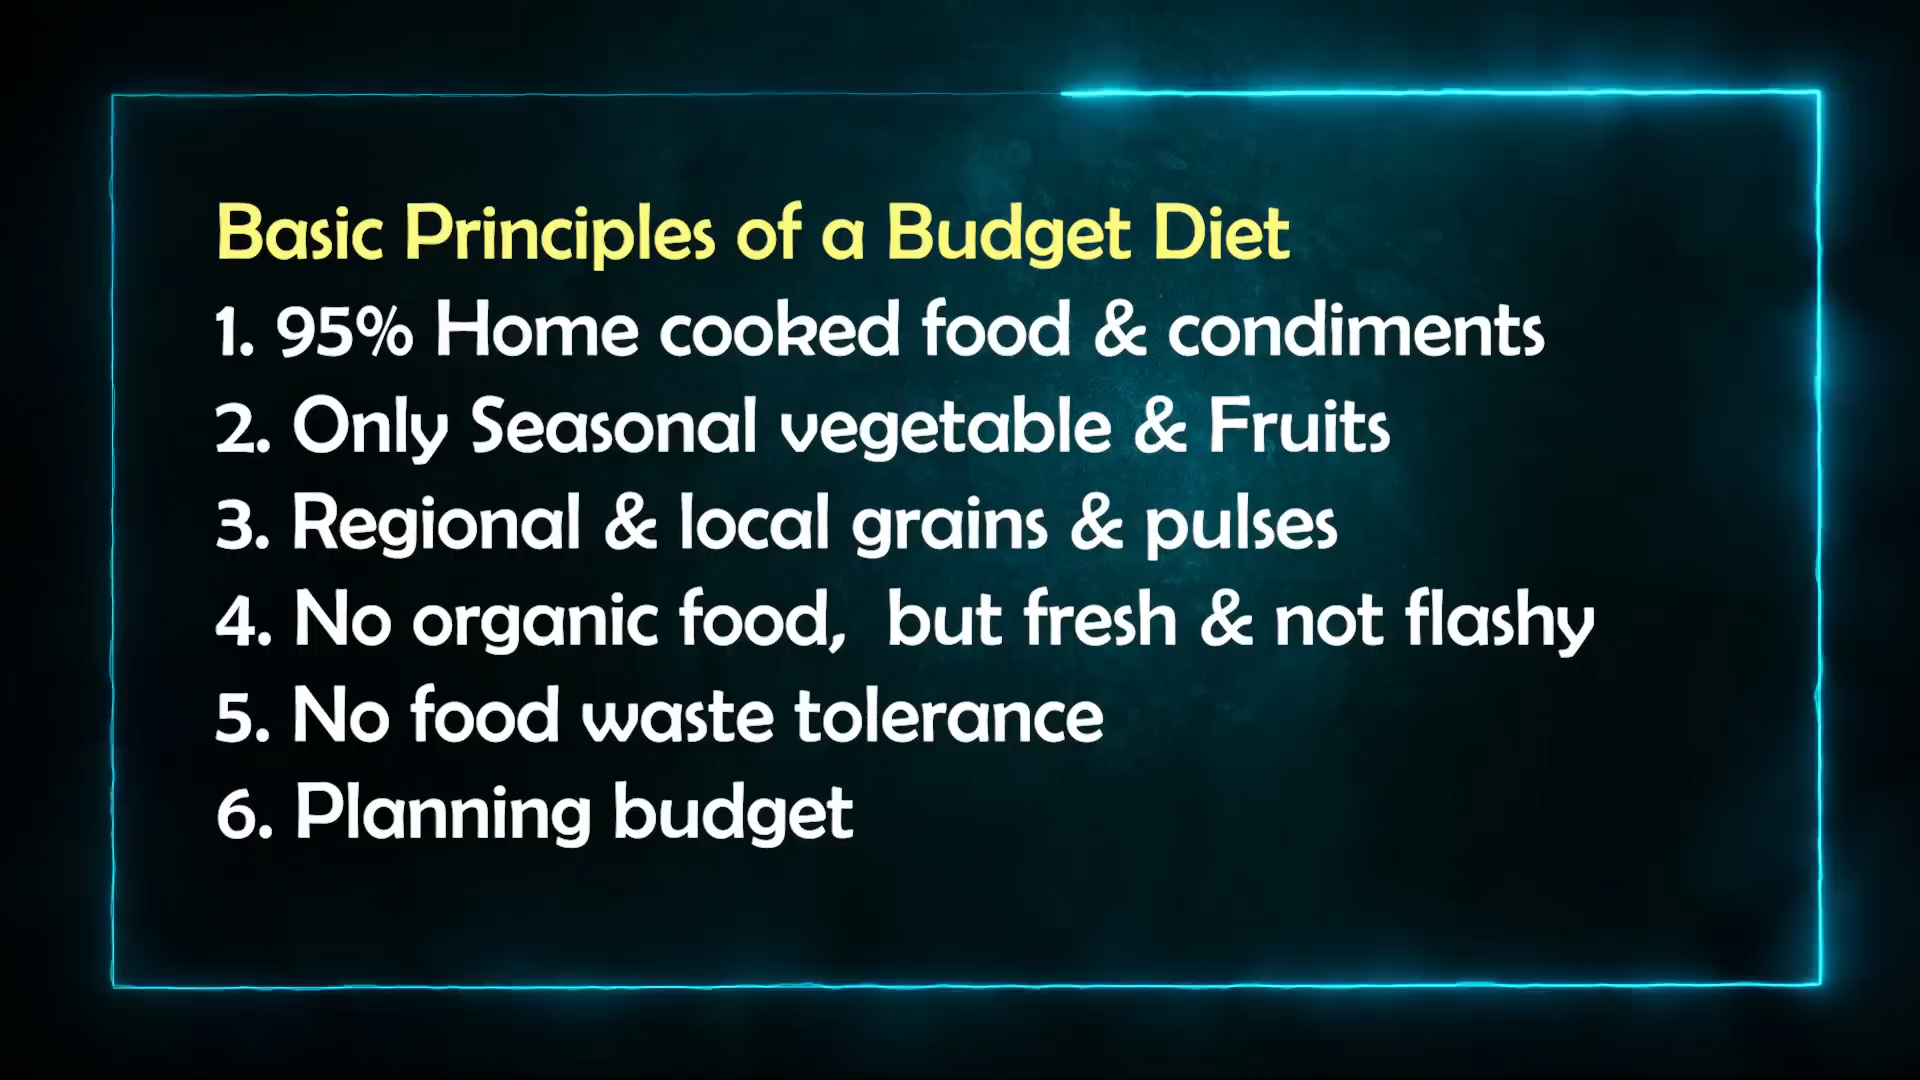 Basic Principles of a Budget Diet
1. 95% Home cooked food & condiments
2. Only Seasonal vegetable & Fruits
3. Regional & local grains & pulses
4. No organic food,  but fresh & not flashy
5. No food waste tolerance
6. Planning budget